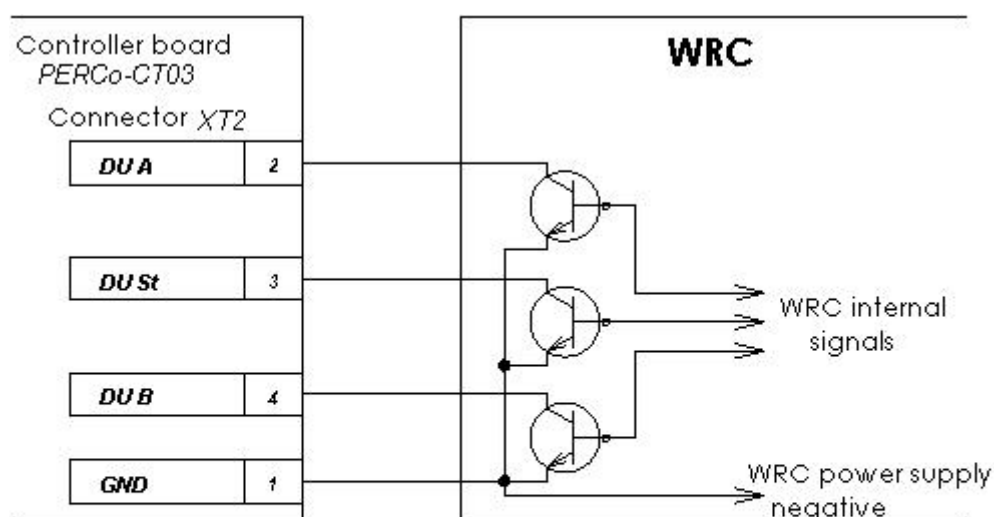 Controller board
PERCo-CT03
Connector XT2
WRC
DU A 2
DU St 3
DU B 4
GND 1
WRC internal
signals
WRC power supply
negative